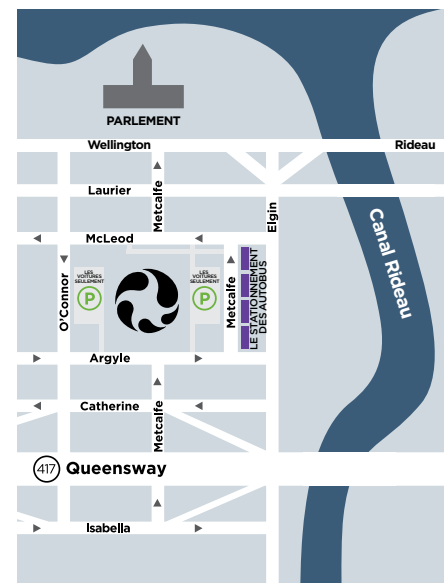 PARLEMENT
Wellington
Rideau
Laurier
Metcalfe
Elgin
McLeod
Canal Rideau
O'Connor
LES
VOITURES
SEULEMENT
P
LES
VOITURES
SEULEMENT
P
Metcalfe
LE STATIONNEMENT
DES AUTOBUS
Argyle
Catherine
Metcalfe
417 Queensway
Isabella